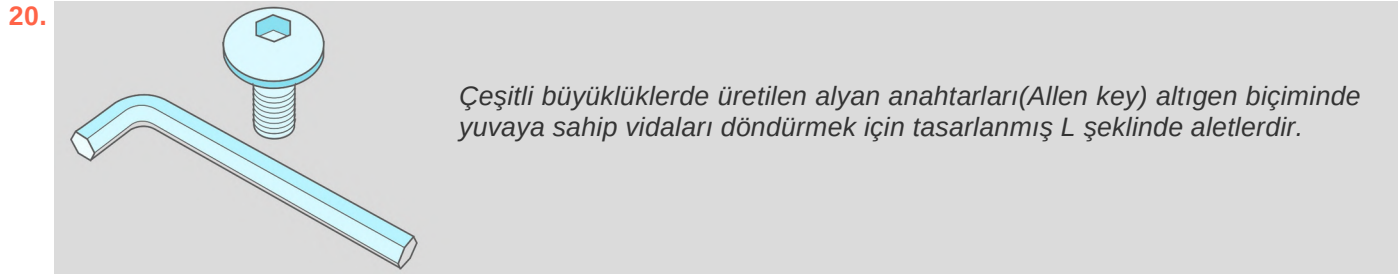 20.
Çeşitli büyüklüklerde üretilen alyan anahtarları(Allen key) altıgen biçiminde
yuvaya sahip vidaları döndürmek için tasarlanmış L şeklinde aletlerdir.